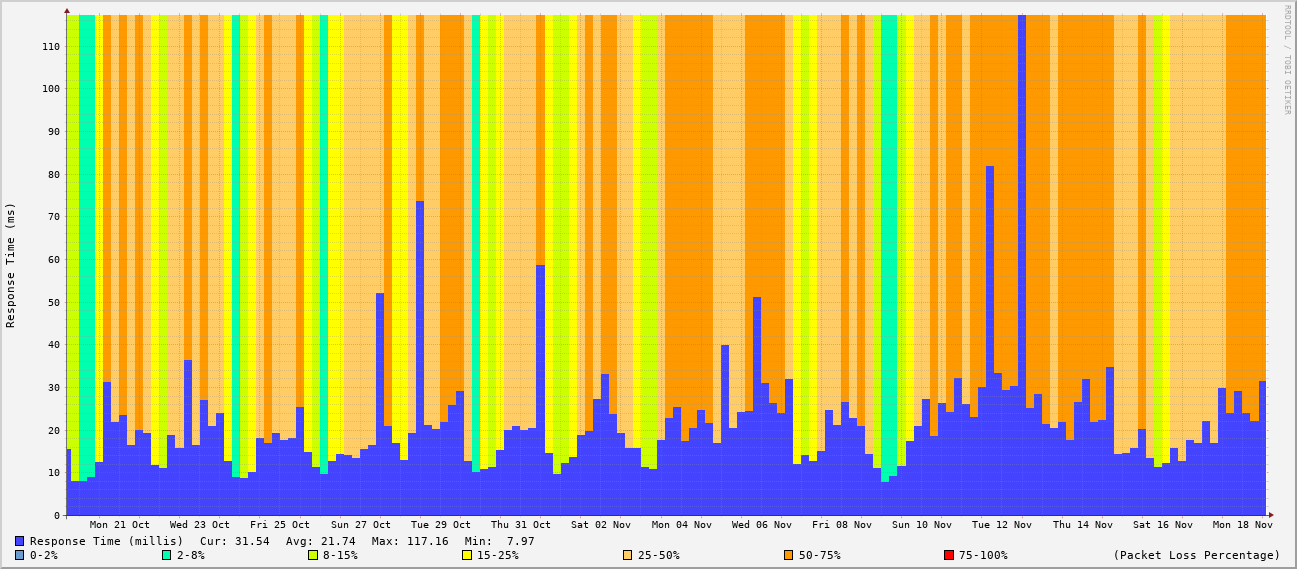 RRDTOOL / TOBI OETIKER
Response Time (ms)
110
100
90
80
70
60
50
40
30
20
10
0
Mon 21 Oct Wed 23 Oct Fri 25 Oct Sun 27 Oct Tue 29 Oct Thu 31 Oct Sat 02 Nov Mon 04 Nov Wed 06 Nov Fri 08 Nov Sun 10 Nov Tue 12 Nov Thu 14 Nov Sat 16 Nov Mon 18 Nov
Response Time (millis) Cur: 31.54 Avg: 21.74 Max: 117.16 Min: 7.97
0-2% 2-8% 8-15% 15-25% 25-50% 50-75% 75-100% (Packet Loss Percentage)